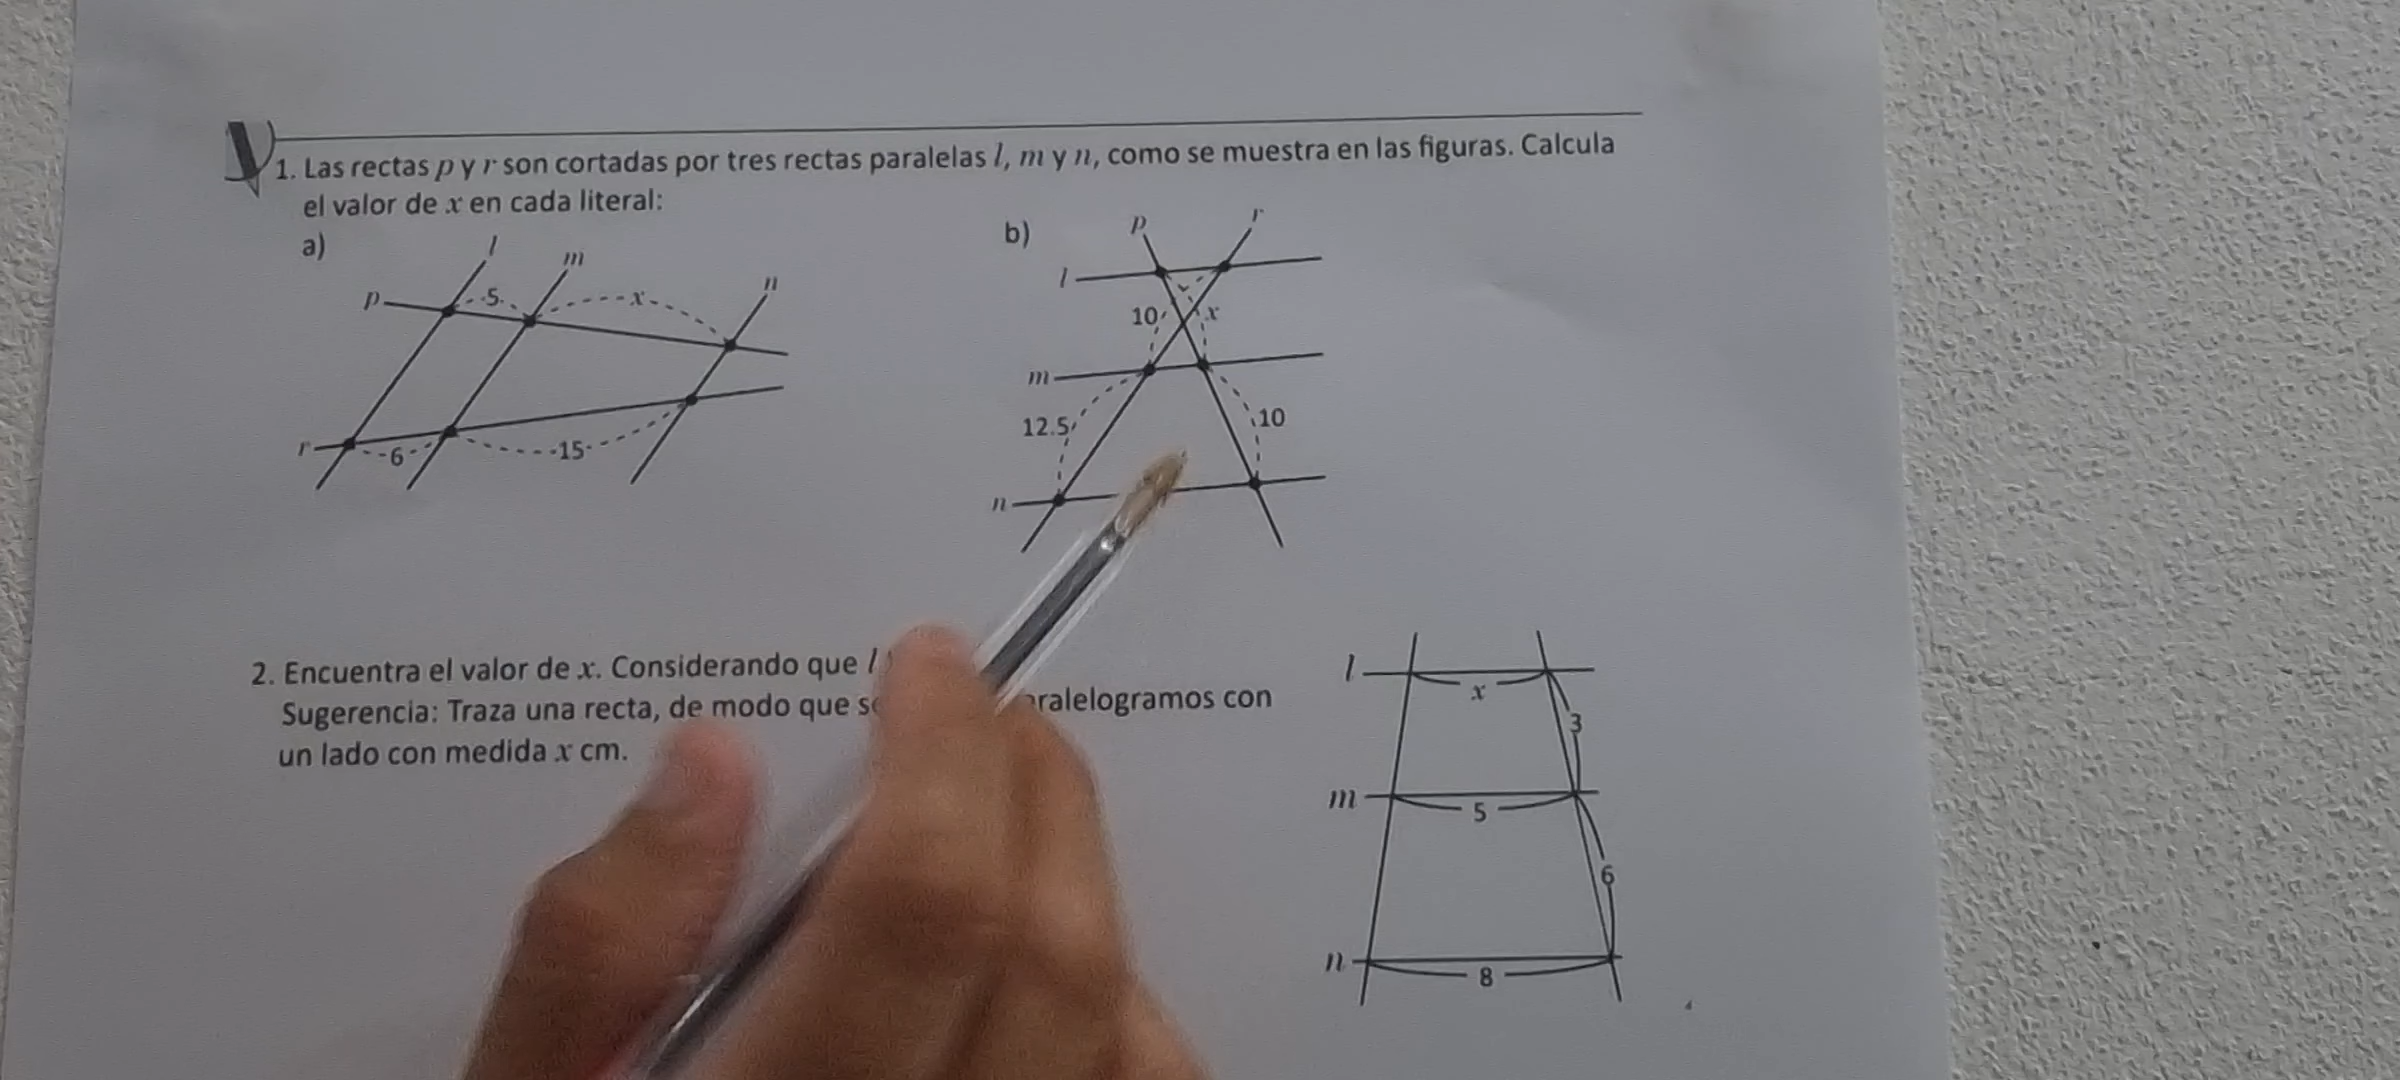 1. Las rectas p y r son cortadas por tres rectas paralelas l, m y n, como se muestra en las figuras. Calcula
el valor de x en cada literal:
a)
l
m
n
p
5
x
r
6
15
b)
p
r
l
10
x
m
12.5
10
n
2. Encuentra el valor de x. Considerando que l
Sugerencia: Traza una recta, de modo que
ralelogramos con
un lado con medida x cm.
l
x
3
m
5
6
n
8